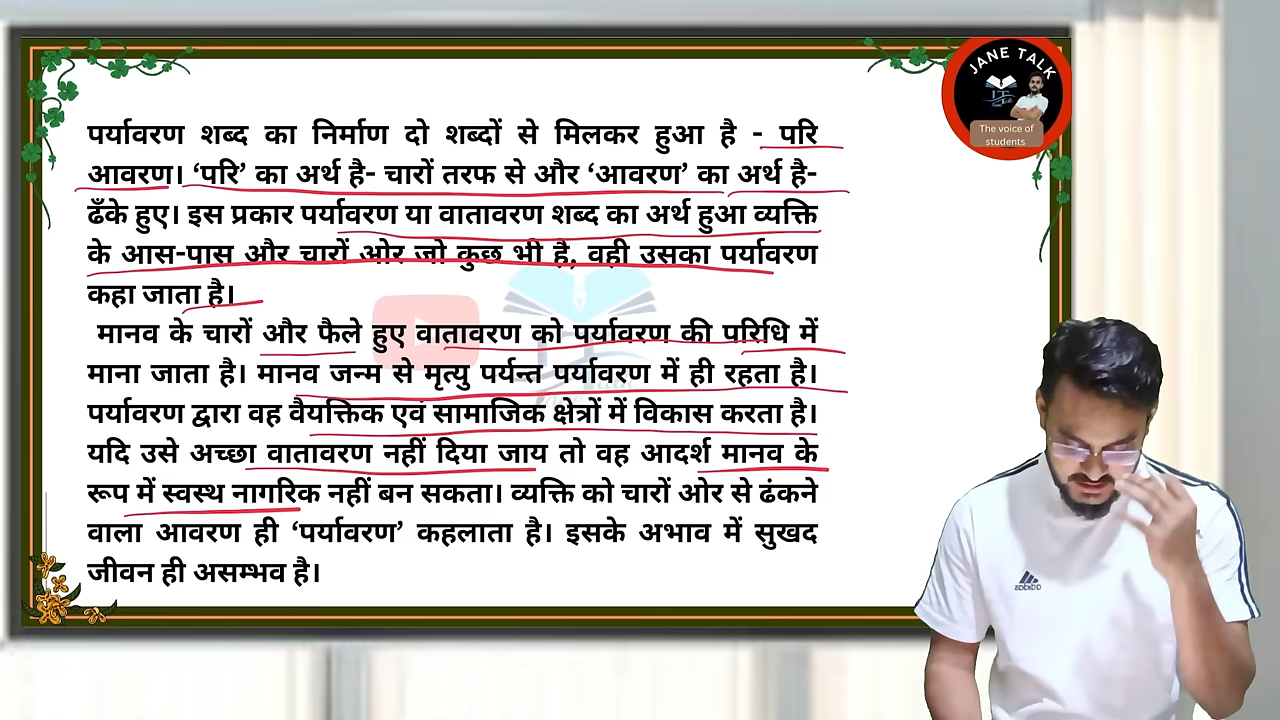 पर्यावरण शब्द का निर्माण दो शब्दों से मिलकर हुआ है - परि
आवरण। ‘परि’ का अर्थ है- चारों तरफ से और ‘आवरण’ का अर्थ है-
ढँके हुए। इस प्रकार पर्यावरण या वातावरण शब्द का अर्थ हुआ व्यक्ति
के आस-पास और चारों ओर जो कुछ भी है, वही उसका पर्यावरण
कहा जाता है।
मानव के चारों और फैले हुए वातावरण को पर्यावरण की परिधि में
माना जाता है। मानव जन्म से मृत्यु पर्यन्त पर्यावरण में ही रहता है।
पर्यावरण द्वारा वह वैयक्तिक एवं सामाजिक क्षेत्रों में विकास करता है।
यदि उसे अच्छा वातावरण नहीं दिया जाय तो वह आदर्श मानव के
रूप में स्वस्थ नागरिक नहीं बन सकता। व्यक्ति को चारों ओर से ढंकने
वाला आवरण ही ‘पर्यावरण’ कहलाता है। इसके अभाव में सुखद
जीवन ही असम्भव है।
JANE TALK
The voice of
students